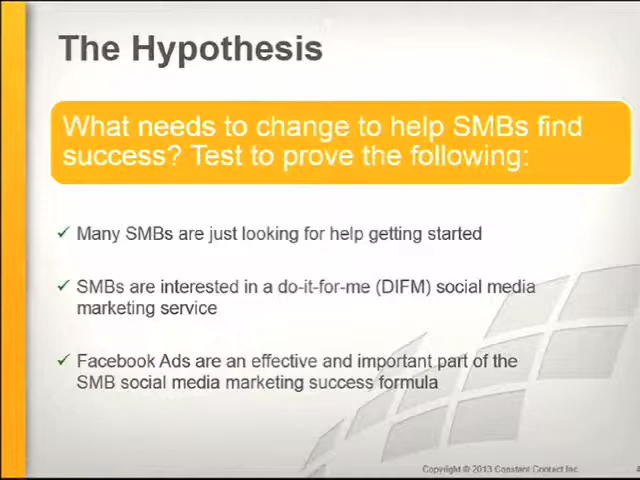 The Hypothesis
What needs to change to help SMBs find
success? Test to prove the following:
Many SMBs are just looking for help getting started
SMBs are interested in a do-it-for-me (DIFM) social media
marketing service
Facebook Ads are an effective and important part of the
SMB social media marketing success formula
Copyright © 2013 Constant Contact Inc.